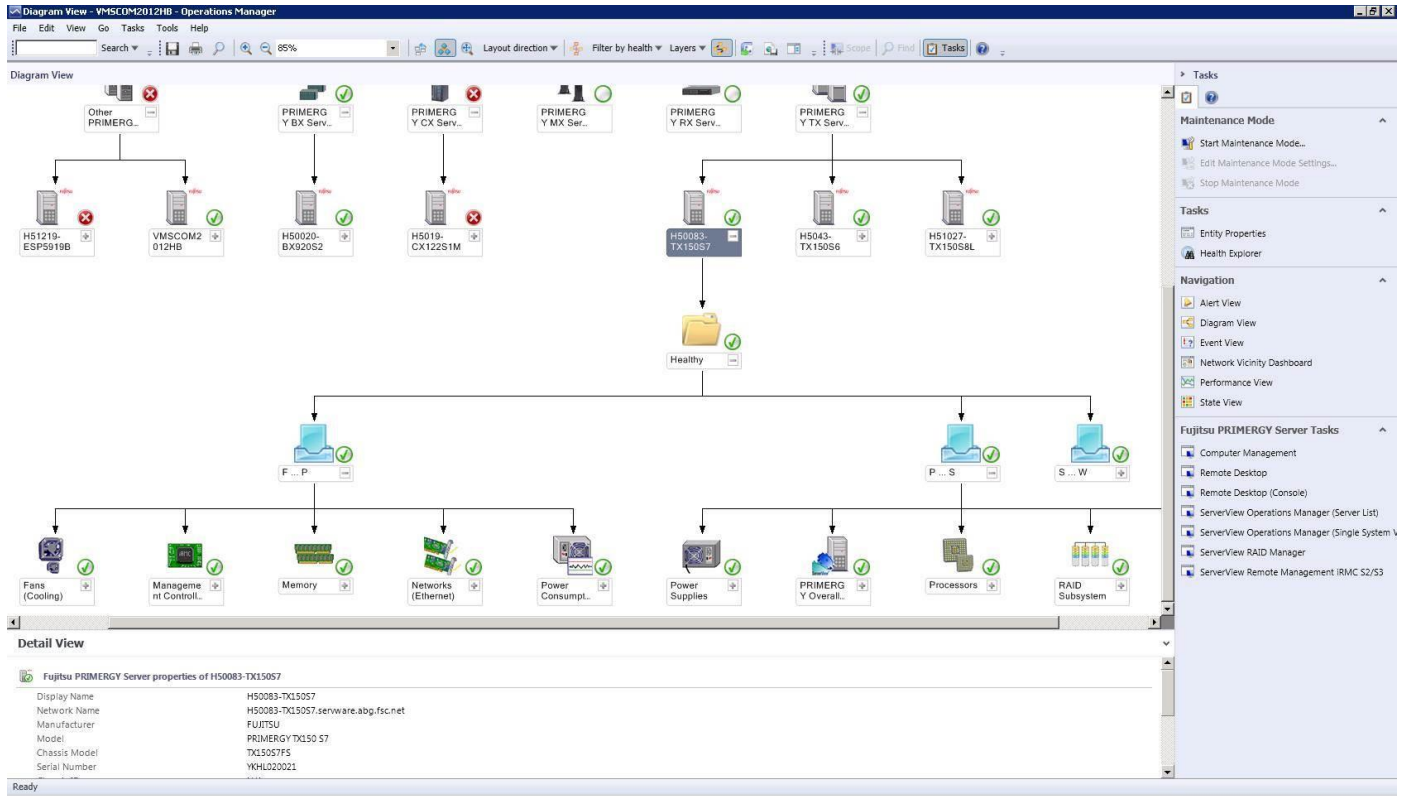 Diagram View - VMSCOM2012HB - Operations Manager
File Edit View Go Tasks Tools Help
Search 85% Layout direction Filter by health Layers Scope Find Tasks
Diagram View
Other
PRIMERG...
PRIMERG
Y BX Serv...
PRIMERG
Y CX Serv...
PRIMERG
Y MX Ser...
PRIMERG
Y RX Serv...
PRIMERG
Y TX Serv...
H51219-
ESP5919B
VMSCOM2
012HB
H50020-
BX920S2
H5019-
CX122S1M
H50083-
TX150S7
H5043-
TX150S6
H51027-
TX150S8L
Healthy
F ... P
P ... S
S ... W
Fans
(Cooling)
Manageme
nt Controll...
Memory
Networks
(Ethernet)
Power
Consumpt...
Power
Supplies
PRIMERG
Y Overall...
Processors
RAID
Subsystem
Detail View
Fujitsu PRIMERGY Server properties of H50083-TX150S7
Display Name H50083-TX150S7
Network Name H50083-TX150S7.servware.abg.fsc.net
Manufacturer FUJITSU
Model PRIMERGY TX150 S7
Chassis Model TX150S7FS
Serial Number YKHL020021
Ready
Tasks
Maintenance Mode
Start Maintenance Mode...
Edit Maintenance Mode Settings...
Stop Maintenance Mode
Tasks
Entity Properties
Health Explorer
Navigation
Alert View
Diagram View
Event View
Network Vicinity Dashboard
Performance View
State View
Fujitsu PRIMERGY Server Tasks
Computer Management
Remote Desktop
Remote Desktop (Console)
ServerView Operations Manager (Server List)
ServerView Operations Manager (Single System V
ServerView RAID Manager
ServerView Remote Management iRMC S2/S3